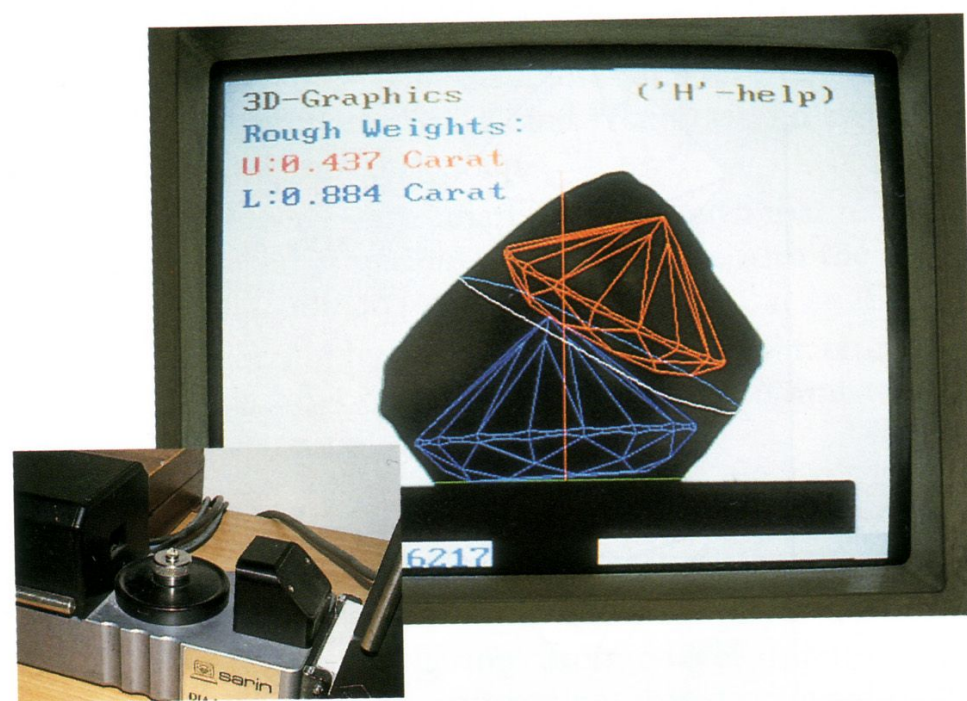 3D-Graphics ('H'-help)
Rough Weights:
U:0.437 Carat
L:0.884 Carat
6217
sarin